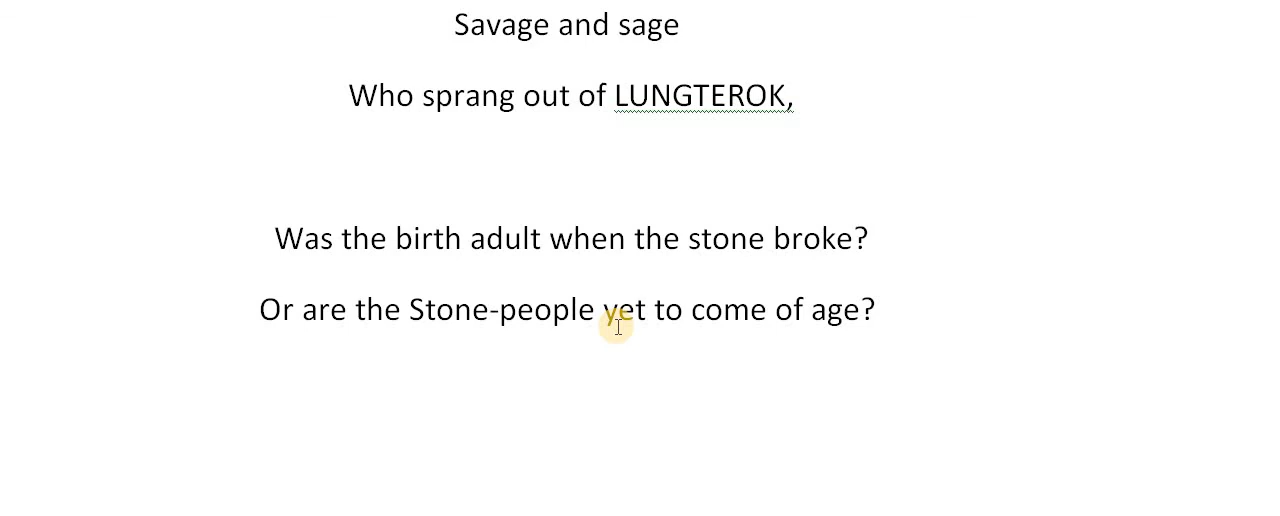 Savage and sage
Who sprang out of LUNGTEROK,
Was the birth adult when the stone broke?
Or are the Stone-people yet to come of age?